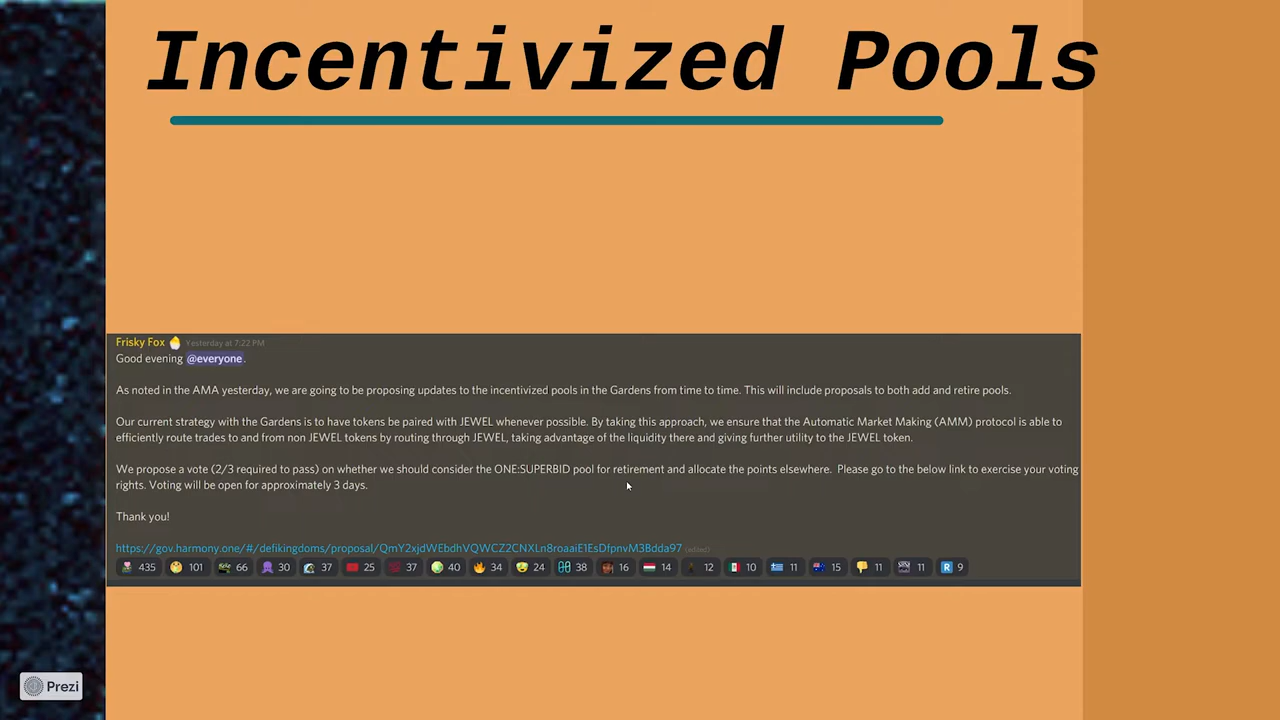 Incentivized Pools
Frisky Fox Yesterday at 7:22 PM
Good evening @everyone.
As noted in the AMA yesterday, we are going to be proposing updates to the incentivized pools in the Gardens from time to time. This will include proposals to both add and retire pools.
Our current strategy with the Gardens is to have tokens be paired with JEWEL whenever possible. By taking this approach, we ensure that the Automatic Market Making (AMM) protocol is able to
efficiently route trades to and from non JEWEL tokens by routing through JEWEL, taking advantage of the liquidity there and giving further utility to the JEWEL token.
We propose a vote (2/3 required to pass) on whether we should consider the ONE:SUPERBID pool for retirement and allocate the points elsewhere. Please go to the below link to exercise your voting
rights. Voting will be open for approximately 3 days.
Thank you!
https://gov.harmony.one/#/defikingdoms/proposal/QmY2xjdWEbdhVQWCZ2CNXLn8roaaiE1EsDfpnvM3Bdda97 (edited)
435 101 66 30 37 25 37 40 34 24 38 16 14 12 10 11 15 11 11 R 9
Prezi